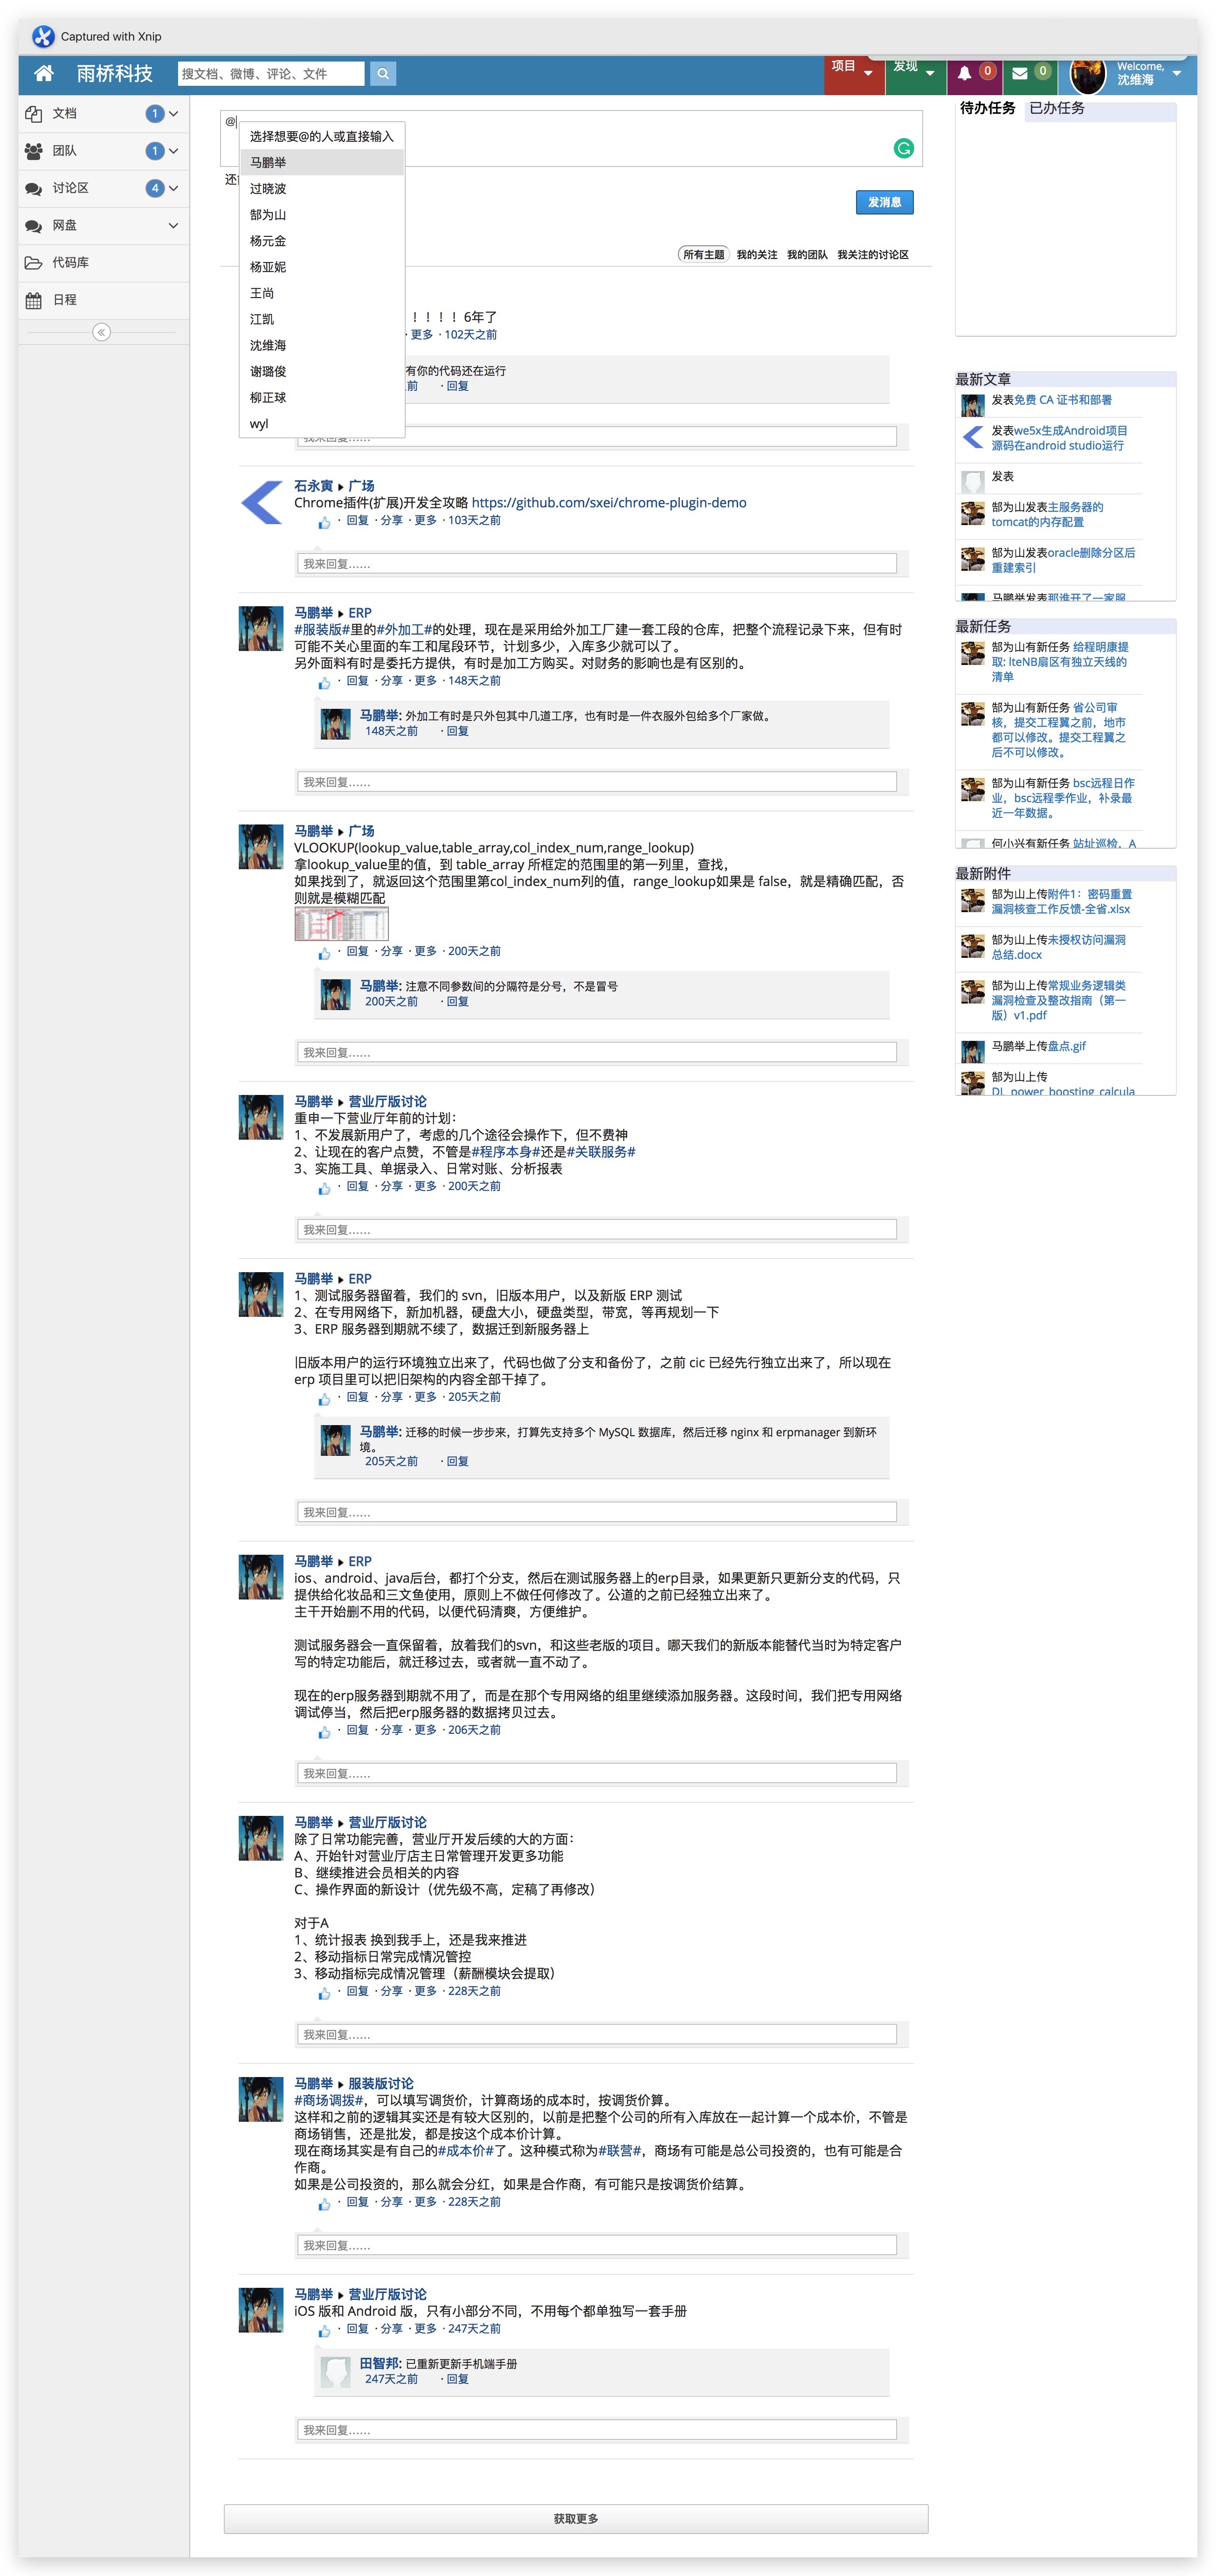 Captured with Xnip
雨桥科技
搜文档、微博、评论、文件
项目
发现
0
0
Welcome,
沈维海
文档
1
团队
1
讨论区
4
网盘
代码库
日程
@
选择想要@的人或直接输入
马鹏举
过晓波
郜为山
杨元金
杨亚妮
王尚
江凯
沈维海
谢璐俊
柳正球
wyl
还
发消息
所有主题 我的关注 我的团队 我关注的讨论区
！！！！6年了
· 更多 · 102天之前
有你的代码还在运行
前 · 回复
我来回复……
石永寅 ▸ 广场
Chrome插件(扩展)开发全攻略 https://github.com/sxei/chrome-plugin-demo
· 回复 · 分享 · 更多 · 103天之前
我来回复……
马鹏举 ▸ ERP
#服装版#里的#外加工#的处理，现在是采用给外加工厂建一套工段的仓库，把整个流程记录下来，但有时
可能不关心里面的车工和尾段环节，计划多少，入库多少就可以了。
另外面料有时是委托方提供，有时是加工方购买。对财务的影响也是有区别的。
· 回复 · 分享 · 更多 · 148天之前
马鹏举: 外加工有时是只外包其中几道工序，也有时是一件衣服外包给多个厂家做。
148天之前 · 回复
我来回复……
马鹏举 ▸ 广场
VLOOKUP(lookup_value,table_array,col_index_num,range_lookup)
拿lookup_value里的值，到 table_array 所框定的范围里的第一列里，查找，
如果找到了，就返回这个范围里第col_index_num列的值，range_lookup如果是 false，就是精确匹配，否
则就是模糊匹配
· 回复 · 分享 · 更多 · 200天之前
马鹏举: 注意不同参数间的分隔符是分号，不是冒号
200天之前 · 回复
我来回复……
马鹏举 ▸ 营业厅版讨论
重申一下营业厅年前的计划：
1、不发展新用户了，考虑的几个途径会操作下，但不费神
2、让现在的客户点赞，不管是#程序本身#还是#关联服务#
3、实施工具、单据录入、日常对账、分析报表
· 回复 · 分享 · 更多 · 200天之前
我来回复……
马鹏举 ▸ ERP
1、测试服务器留着，我们的 svn，旧版本用户，以及新版 ERP 测试
2、在专用网络下，新加机器，硬盘大小，硬盘类型，带宽，等再规划一下
3、ERP 服务器到期就不续了，数据迁到新服务器上
旧版本用户的运行环境独立出来了，代码也做了分支和备份了，之前 cic 已经先行独立出来了，所以现在
erp 项目里可以把旧架构的内容全部干掉了。
· 回复 · 分享 · 更多 · 205天之前
马鹏举: 迁移的时候一步步来，打算先支持多个 MySQL 数据库，然后迁移 nginx 和 erpmanager 到新环
境。
205天之前 · 回复
我来回复……
马鹏举 ▸ ERP
ios、android、java后台，都打个分支，然后在测试服务器上的erp目录，如果更新只更新分支的代码，只
提供给化妆品和三文鱼使用，原则上不做任何修改了。公道的之前已经独立出来了。
主干开始删不用的代码，以便代码清爽，方便维护。
测试服务器会一直保留着，放着我们的svn，和这些老版的项目。哪天我们的新版本能替代当时为特定客户
写的特定功能后，就迁移过去，或者就一直不动了。
现在的erp服务器到期就不用了，而是在那个专用网络的组里继续添加服务器。这段时间，我们把专用网络
调试停当，然后把erp服务器的数据拷贝过去。
· 回复 · 分享 · 更多 · 206天之前
我来回复……
马鹏举 ▸ 营业厅版讨论
除了日常功能完善，营业厅开发后续的大的方面：
A、开始针对营业厅店主日常管理开发更多功能
B、继续推进会员相关的内容
C、操作界面的新设计（优先级不高，定稿了再修改）
对于A
1、统计报表 换到我手上，还是我来推进
2、移动指标日常完成情况管控
3、移动指标完成情况管理（薪酬模块会提取）
· 回复 · 分享 · 更多 · 228天之前
我来回复……
马鹏举 ▸ 服装版讨论
#商场调拨#，可以填写调货价，计算商场的成本时，按调货价算。
这样和之前的逻辑其实还是有较大区别的，以前是把整个公司的所有入库放在一起计算一个成本价，不管是
商场销售，还是批发，都是按这个成本价计算。
现在商场其实是有自己的#成本价#了。这种模式称为#联营#，商场有可能是总公司投资的，也有可能是合
作商。
如果是公司投资的，那么就会分红，如果是合作商，有可能只是按调货价结算。
· 回复 · 分享 · 更多 · 228天之前
我来回复……
马鹏举 ▸ 营业厅版讨论
iOS 版和 Android 版，只有小部分不同，不用每个都单独写一套手册
· 回复 · 分享 · 更多 · 247天之前
田智邦: 已重新更新手机端手册
247天之前 · 回复
我来回复……
获取更多
待办任务 已办任务
最新文章
发表免费 CA 证书和部署
发表we5x生成Android项目
源码在android studio运行
发表
郜为山发表主服务器的
tomcat的内存配置
郜为山发表oracle删除分区后
重建索引
马鹏举发表那谁开了一家服
最新任务
郜为山有新任务 给程明康提
取: lteNB扇区有独立天线的
清单
郜为山有新任务 省公司审
核，提交工程翼之前，地市
都可以修改。提交工程翼之
后不可以修改。
郜为山有新任务 bsc远程日作
业，bsc远程季作业，补录最
近一年数据。
何小兴有新任务 站址巡检，A
最新附件
郜为山上传附件1：密码重置
漏洞核查工作反馈-全省.xlsx
郜为山上传未授权访问漏洞
总结.docx
郜为山上传常规业务逻辑类
漏洞检查及整改指南（第一
版）v1.pdf
马鹏举上传盘点.gif
郜为山上传
DL_power_boosting_calcula